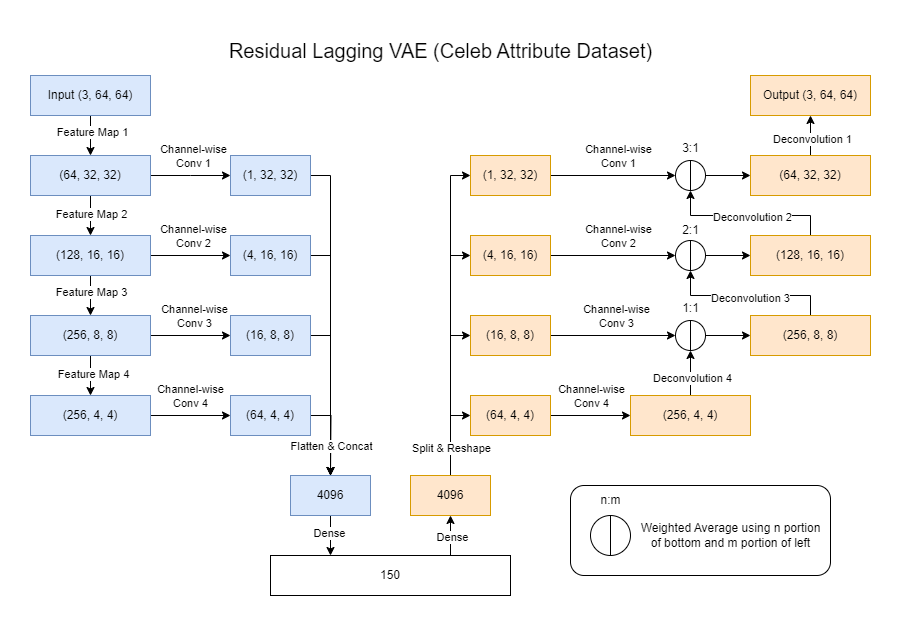 Residual Lagging VAE (Celeb Attribute Dataset)
Input (3, 64, 64)
Feature Map 1
(64, 32, 32)
Channel-wise
Conv 1
(1, 32, 32)
Feature Map 2
(128, 16, 16)
Channel-wise
Conv 2
(4, 16, 16)
Feature Map 3
(256, 8, 8)
Channel-wise
Conv 3
(16, 8, 8)
Feature Map 4
(256, 4, 4)
Channel-wise
Conv 4
(64, 4, 4)
Flatten & Concat
4096
Dense
150
Dense
4096
Split & Reshape
(64, 4, 4)
Channel-wise
Conv 4
(256, 4, 4)
Deconvolution 4
(16, 8, 8)
Channel-wise
Conv 3
1:1
(256, 8, 8)
Deconvolution 3
(4, 16, 16)
Channel-wise
Conv 2
2:1
(128, 16, 16)
Deconvolution 2
(1, 32, 32)
Channel-wise
Conv 1
3:1
(64, 32, 32)
Deconvolution 1
Output (3, 64, 64)
n:m
Weighted Average using n portion
of bottom and m portion of left